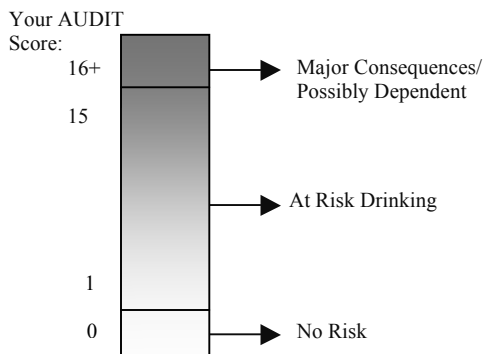 Your AUDIT
Score:
16+
Major Consequences/
Possibly Dependent
15
At Risk Drinking
1
0
No Risk